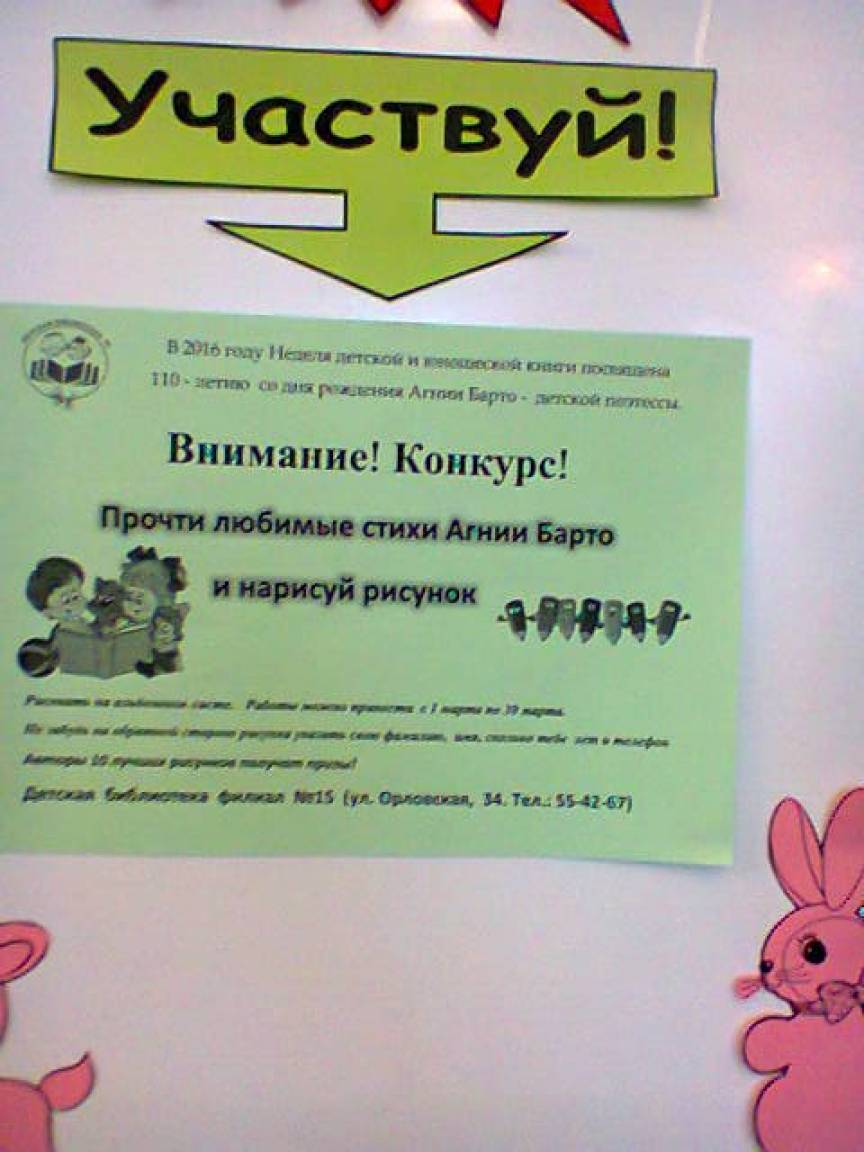 Участвуй!
В 2016 году Неделя детской и юношеской книги посвящена
110 - летию со дня рождения Агнии Барто - детской поэтессы.
Внимание! Конкурс!
Прочти любимые стихи Агнии Барто
и нарисуй рисунок
Рисовать на альбомном листе. Работы можно принести с 1 марта по 30 марта.
Не забудь на обратной стороне рисунка указать свою фамилию, имя, сколько тебе лет и телефон
Авторы 10 лучших рисунков получат призы!
Детская библиотека филиал №15 (ул. Орловская, 34. Тел.: 55-42-67)